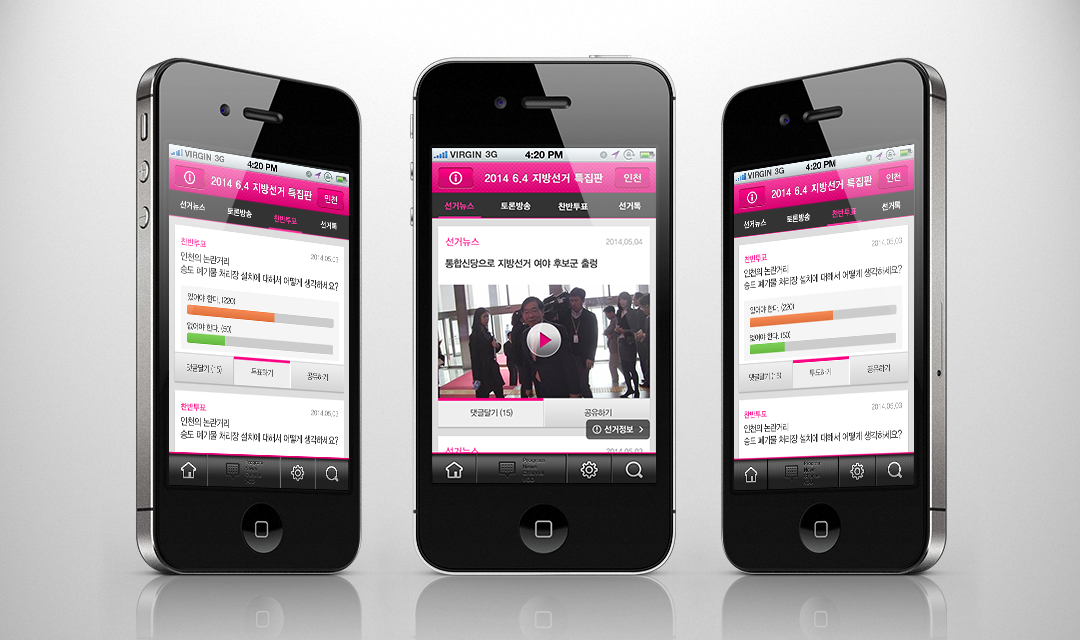 VIRGIN 3G 4:20 PM
2014 6.4 지방선거 특집판 인천
선거뉴스 토론방송 찬반투표 선거톡
찬반투표 2014.05.03
인천의 논란거리
송도 폐기물 처리장 설치에 대해서 어떻게 생각하세요?
있어야 한다. (220)
없어야 한다. (50)
댓글달기 (15) 투표하기 공유하기
찬반투표 2014.05.03
인천의 논란거리
송도 폐기물 처리장 설치에 대해서 어떻게 생각하세요?
Program
News
VIRGIN 3G 4:20 PM
2014 6.4 지방선거 특집판 인천
선거뉴스 토론방송 찬반투표 선거톡
선거뉴스 2014.05.04
통합신당으로 지방선거 여야 후보군 출렁
댓글달기 (15) 공유하기
선거정보
선거뉴스 2014.05.04
Program
News
VIRGIN 3G 4:20 PM
2014 6.4 지방선거 특집판 인천
선거뉴스 토론방송 찬반투표 선거톡
찬반투표 2014.05.03
인천의 논란거리
송도 폐기물 처리장 설치에 대해서 어떻게 생각하세요?
있어야 한다. (220)
없어야 한다. (50)
댓글달기 (15) 투표하기 공유하기
찬반투표 2014.05.03
인천의 논란거리
송도 폐기물 처리장 설치에 대해서 어떻게 생각하세요?
Program
News